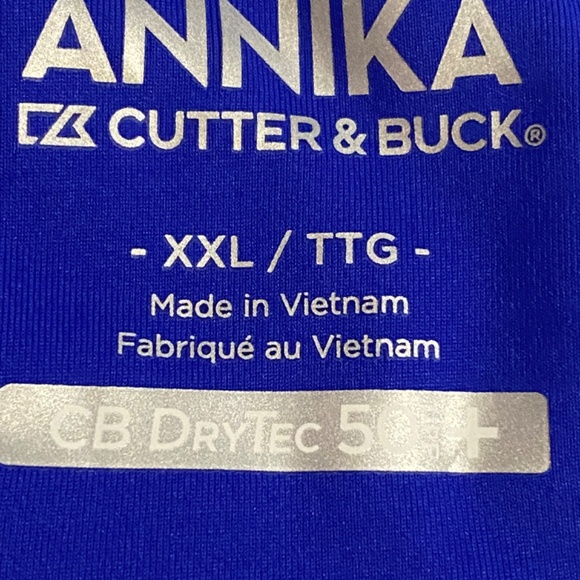 ANNIKA
CUTTER & BUCK®
- XXL / TTG -
Made in Vietnam
Fabriqué au Vietnam
CB DRYTEC 50+